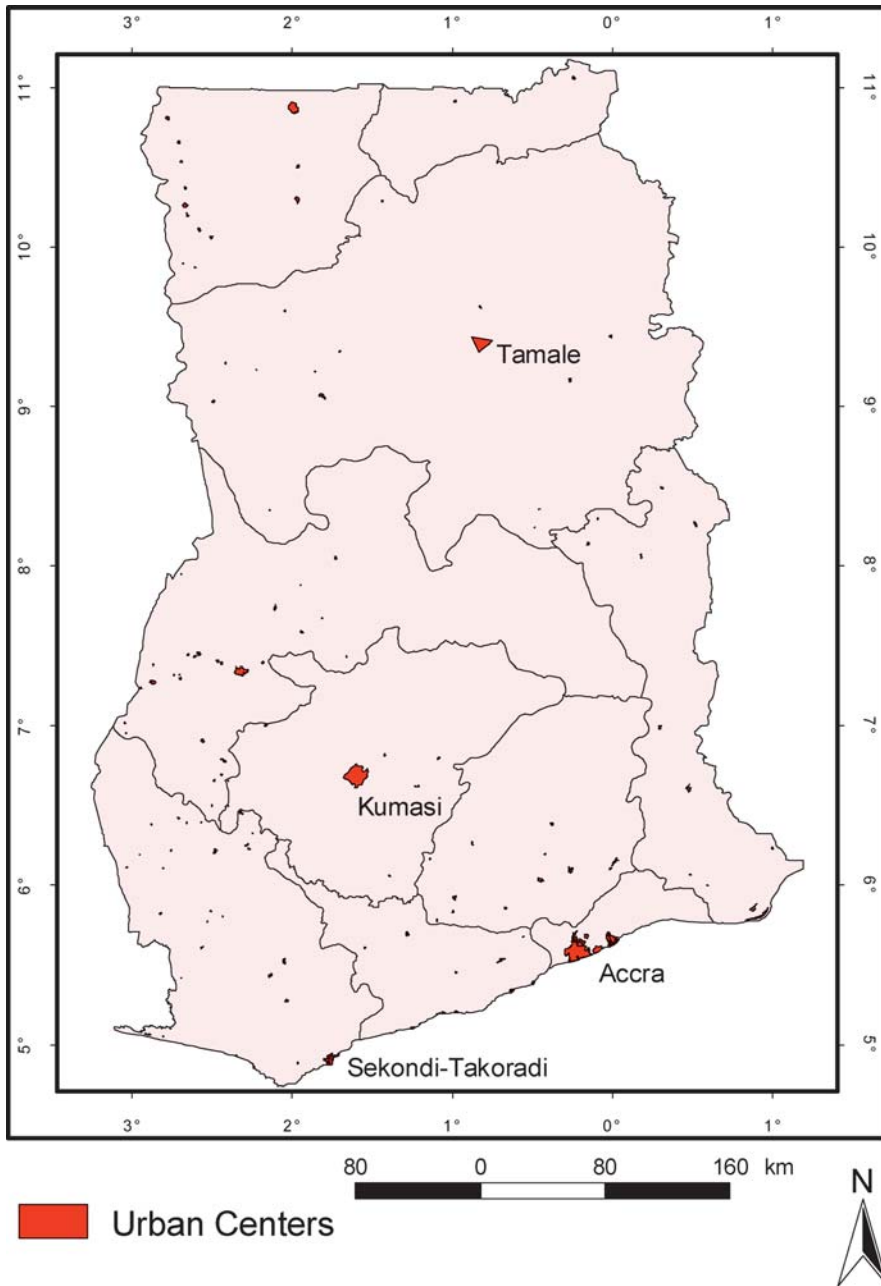 3° 2° 1° 0° 1°
11° 11°
10° 10°
Tamale
9° 9°
8° 8°
7° 7°
Kumasi
6° 6°
Accra
5° 5°
Sekondi-Takoradi
3° 2° 1° 0° 1°
80 0 80 160 km
N
Urban Centers